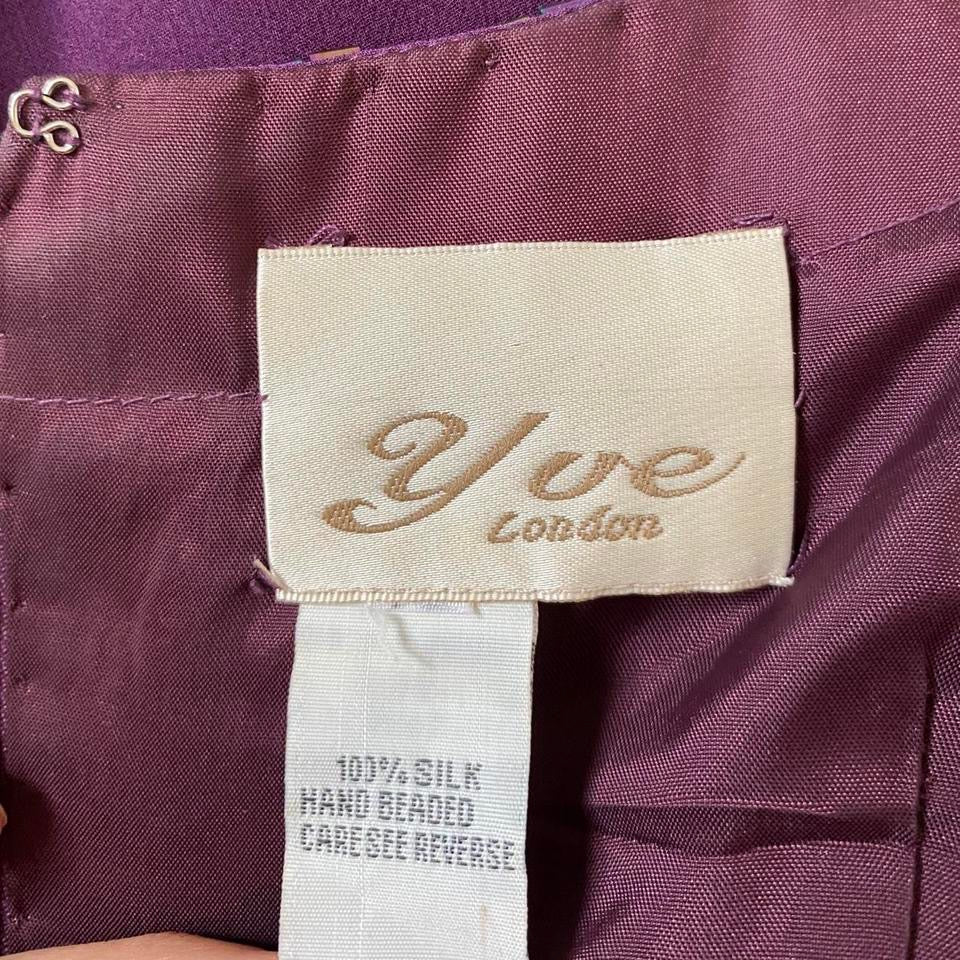 Yve
London
100% SILK
HAND BEADED
CARE SEE REVERSE